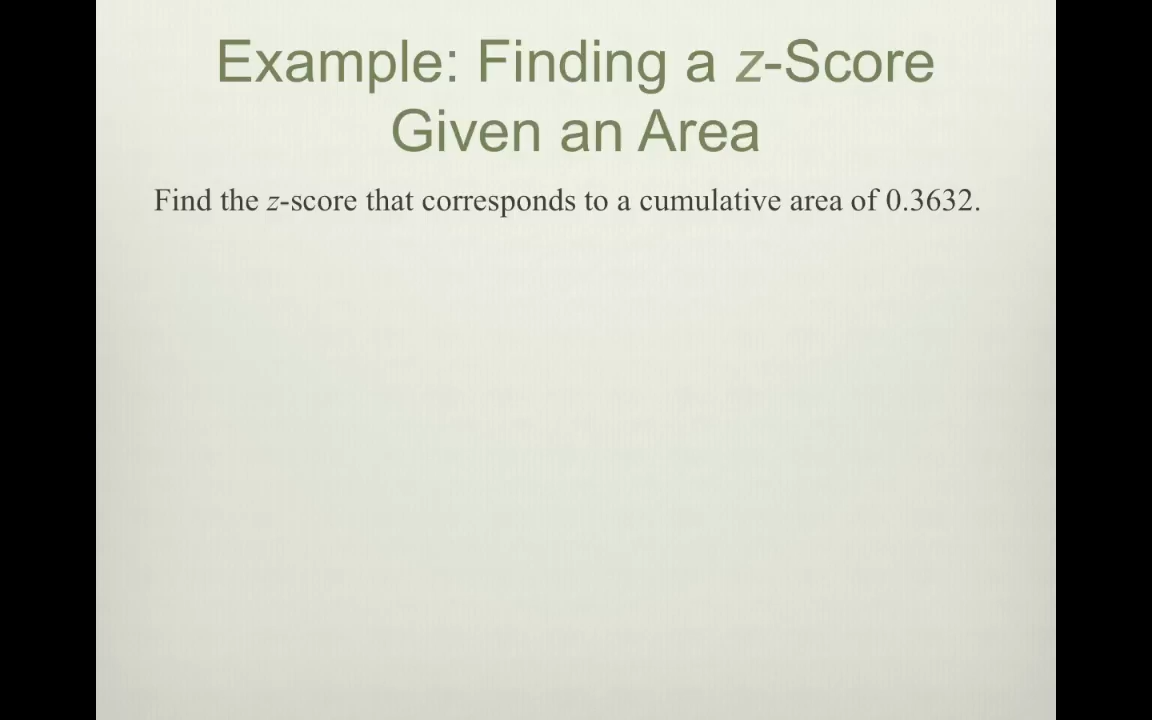 Example: Finding a z-Score
Given an Area
Find the z-score that corresponds to a cumulative area of 0.3632.